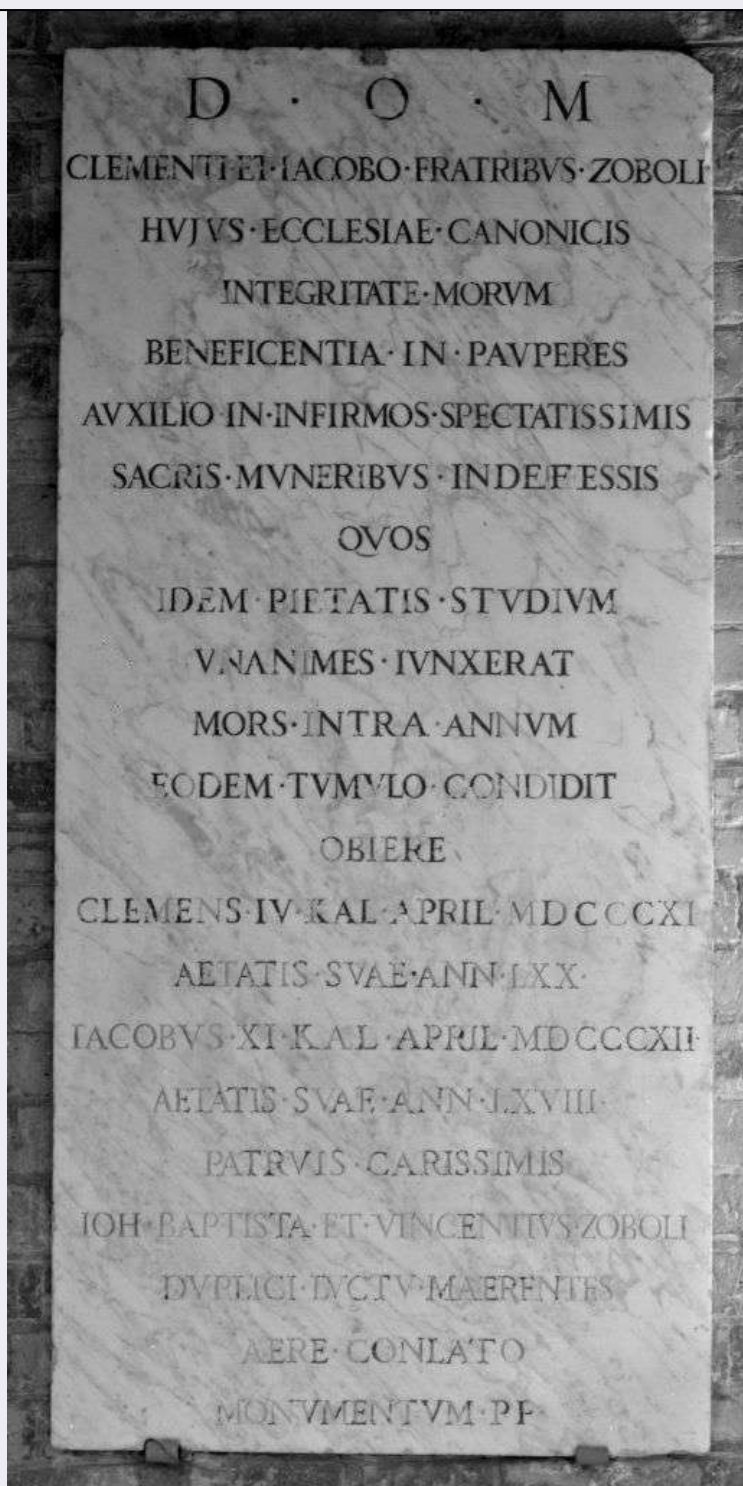 D · O · M
CLEMENTI·ET·IACOBO·FRATRIBVS·ZOBOLI
HVJVS·ECCLESIAE·CANONICIS
INTEGRITATE·MORVM
BENEFICENTIA·IN·PAVPERES
AVXILIO·IN·INFIRMOS·SPECTATISSIMIS
SACRIS·MVNERIBVS·INDEFESSIS
QVOS
IDEM·PIETATIS·STVDIVM
VNANIMES·IVNXERAT
MORS·INTRA·ANNVM
EODEM·TVMVLO·CONDIDIT
OBIERE
CLEMENS·IV·KAL·APRIL·MDCCCXI
AETATIS·SVAE·ANN·LXX·
IACOBVS·XI·KAL·APRIL·MDCCCXII·
AETATIS·SVAE·ANN·LXVIII·
PATRVIS·CARISSIMIS
IOH·BAPTISTA·ET·VINCENTIVS·ZOBOLI
DVPLICI·LVCTV·MAERENTES
AERE·CONLATO
MONVMENTVM·PP·